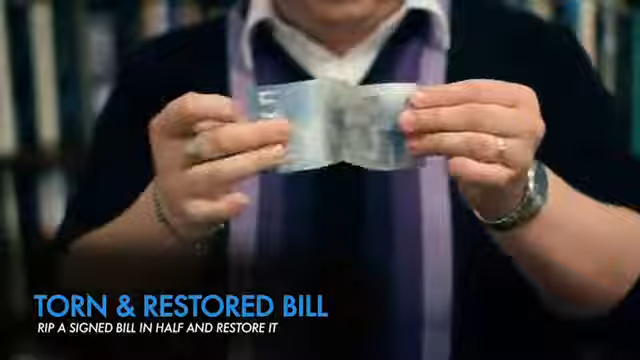 TORN & RESTORED BILL
RIP A SIGNED BILL IN HALF AND RESTORE IT